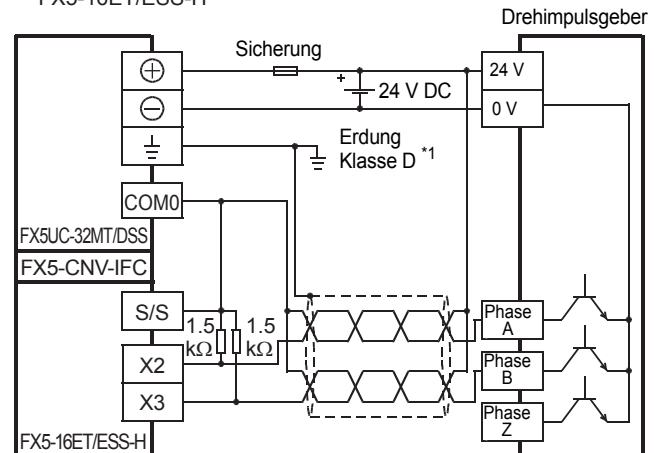 FX5-16ET/ESS-H
Drehimpulsgeber
Sicherung
24 V
+
24 V DC
0 V
Erdung
Klasse D *1
COM0
FX5UC-32MT/DSS
FX5-CNV-IFC
S/S
1.5
kΩ
1.5
kΩ
X2
X3
Phase
A
Phase
B
Phase
Z
FX5-16ET/ESS-H